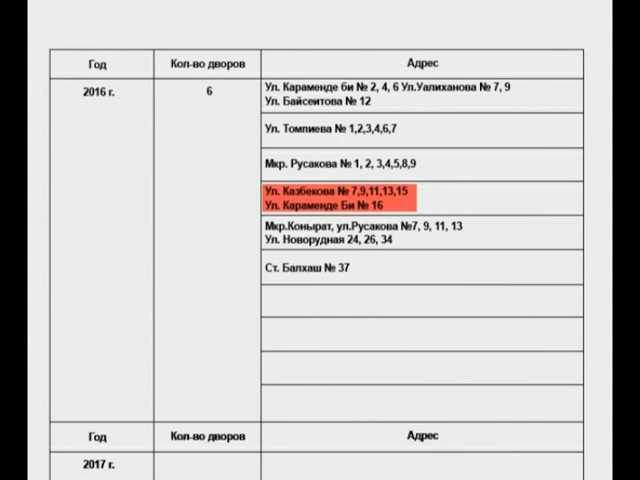 Год Кол-во дворов Адрес
2016 г. 6 Ул. Караменде би № 2, 4, 6 Ул.Уалиханова № 7, 9
Ул. Байсеитова № 12
Ул. Томпиева № 1,2,3,4,6,7
Мкр. Русакова № 1, 2, 3,4,5,8,9
Ул. Казбекова № 7,9,11,13,15
Ул. Караменде Би № 16
Мкр.Конырат, ул.Русакова №7, 9, 11, 13
Ул. Новорудная 24, 26, 34
Ст. Балхаш № 37
Год Кол-во дворов Адрес
2017 г.